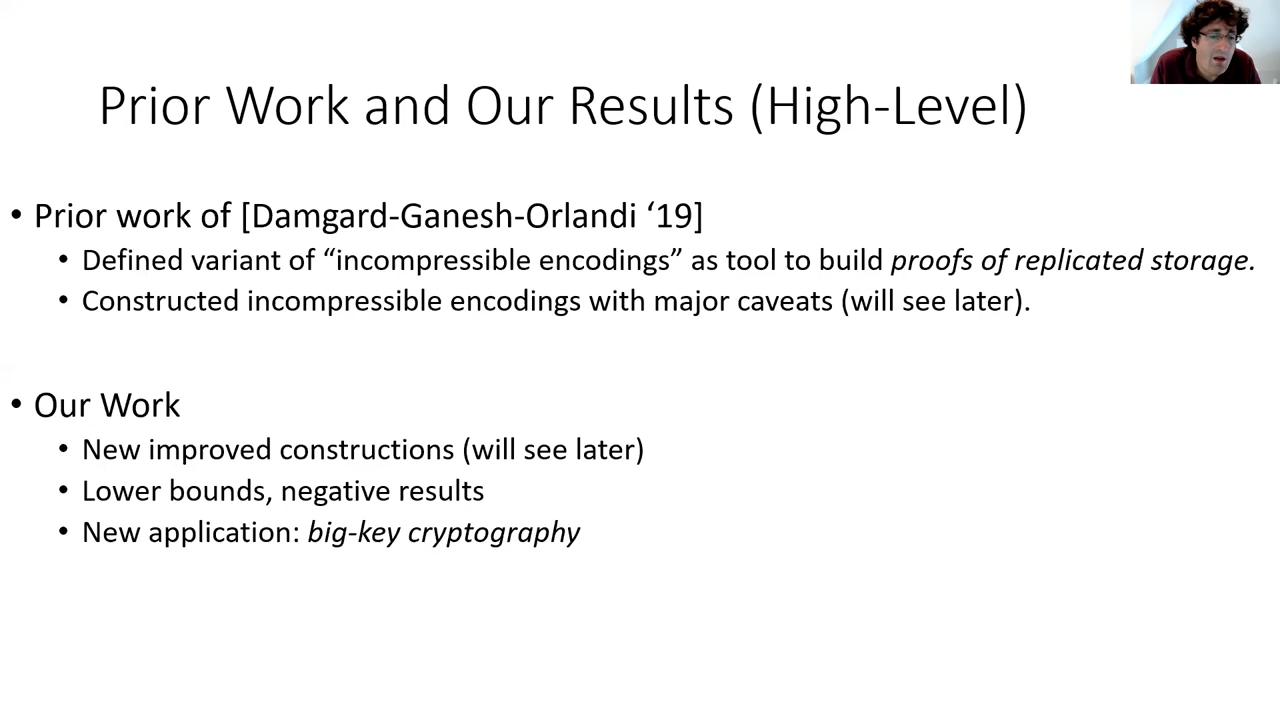 Prior Work and Our Results (High-Level)
• Prior work of [Damgard-Ganesh-Orlandi ‘19]
• Defined variant of “incompressible encodings” as tool to build proofs of replicated storage.
• Constructed incompressible encodings with major caveats (will see later).
• Our Work
• New improved constructions (will see later)
• Lower bounds, negative results
• New application: big-key cryptography